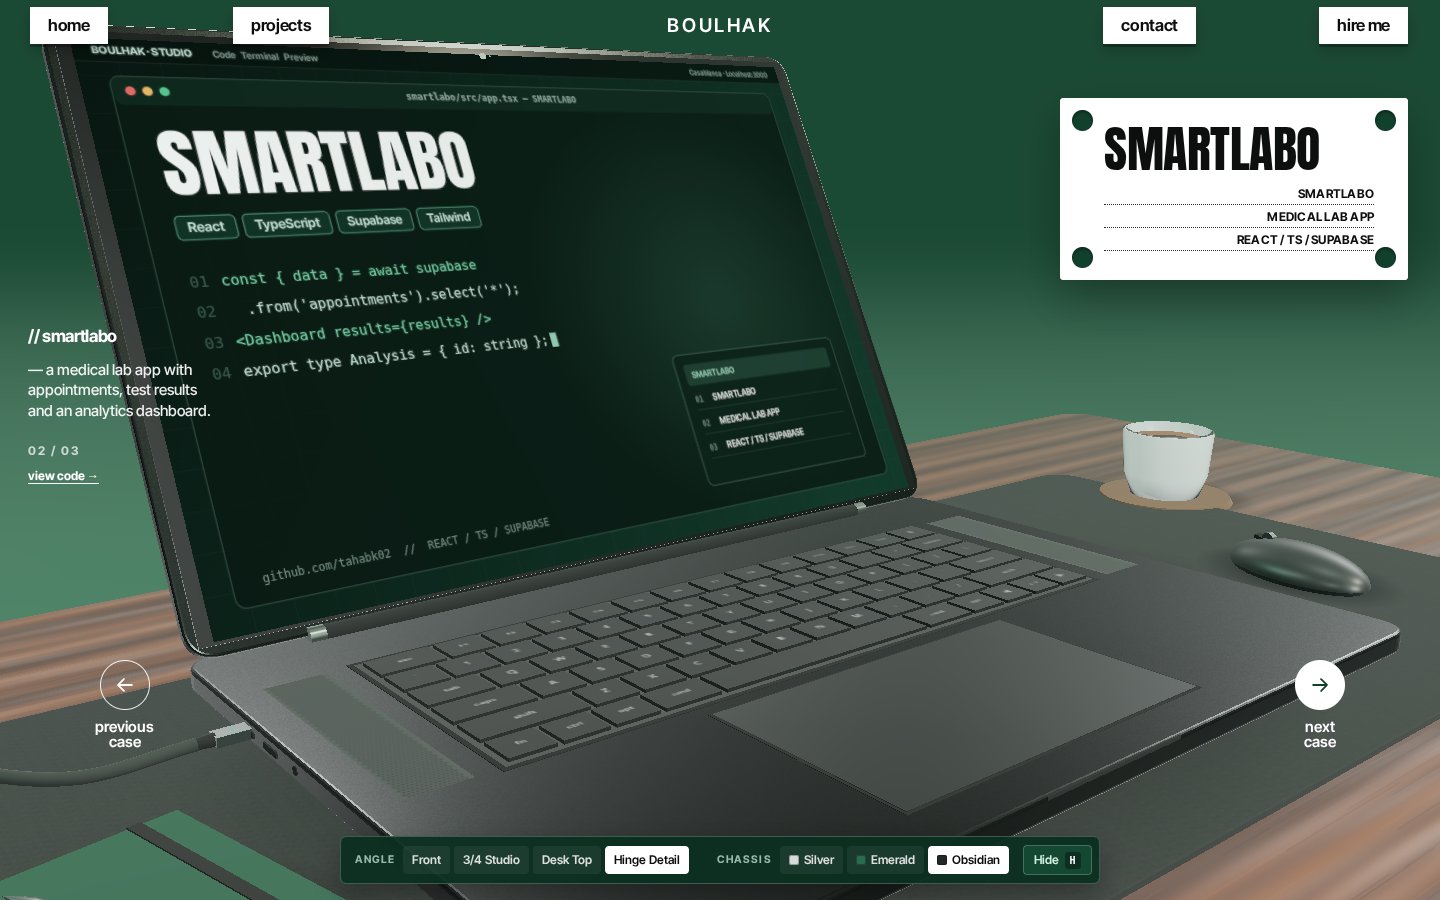 home
projects
BOULHAK
contact
hire me
BOULHAK·STUDIO
Code Terminal Preview
Casablanca · Localhost:3000
smartlabo/src/app.tsx — SMARTLABO
SMARTLABO
React
TypeScript
Supabase
Tailwind
01 const { data } = await supabase
02 .from('appointments').select('*');
03 <Dashboard results={results} />
04 export type Analysis = { id: string };
SMARTLABO
01 SMARTLABO
02 MEDICAL LAB APP
03 REACT / TS / SUPABASE
github.com/tahabk02 // REACT / TS / SUPABASE
SMARTLABO
SMARTLABO
MEDICAL LAB APP
REACT / TS / SUPABASE
// smartlabo
— a medical lab app with
appointments, test results
and an analytics dashboard.
02 / 03
view code →
previous
case
next
case
ANGLE
Front
3/4 Studio
Desk Top
Hinge Detail
CHASSIS
Silver
Emerald
Obsidian
Hide H